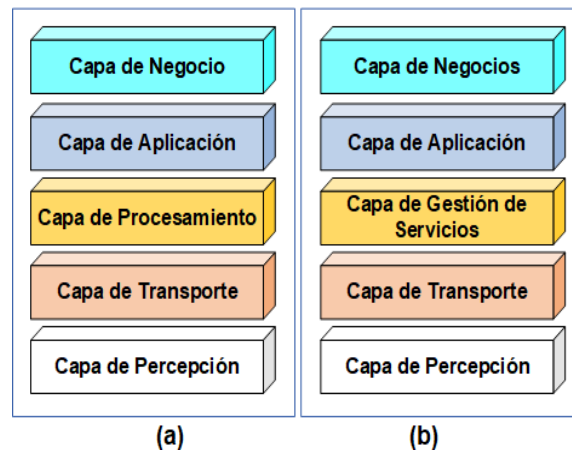 Capa de Negocio
Capa de Aplicación
Capa de Procesamiento
Capa de Transporte
Capa de Percepción
(a)
Capa de Negocios
Capa de Aplicación
Capa de Gestión de
Servicios
Capa de Transporte
Capa de Percepción
(b)